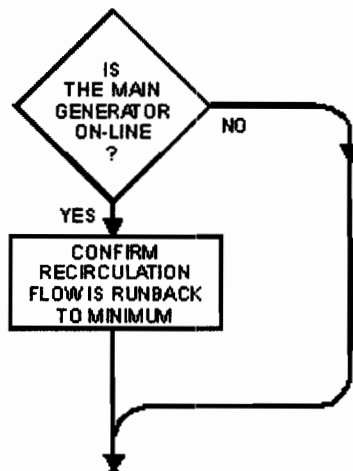 IS
THE MAIN
GENERATOR
ON-LINE
?
NO
YES
CONFIRM
RECIRCULATION
FLOW IS RUNBACK
TO MINIMUM